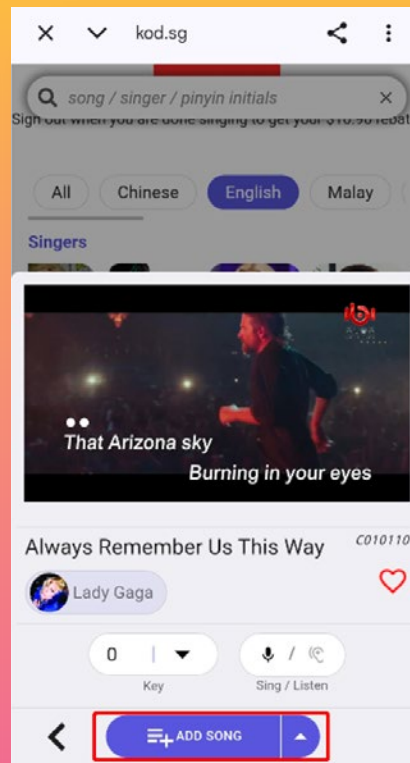 kod.sg
song / singer / pinyin initials
Sign out when you are done singing to get your $10.90 rebat
All Chinese English Malay
Singers
That Arizona sky
Burning in your eyes
Always Remember Us This Way
C010110
Lady Gaga
0
/
Key Sing / Listen
ADD SONG